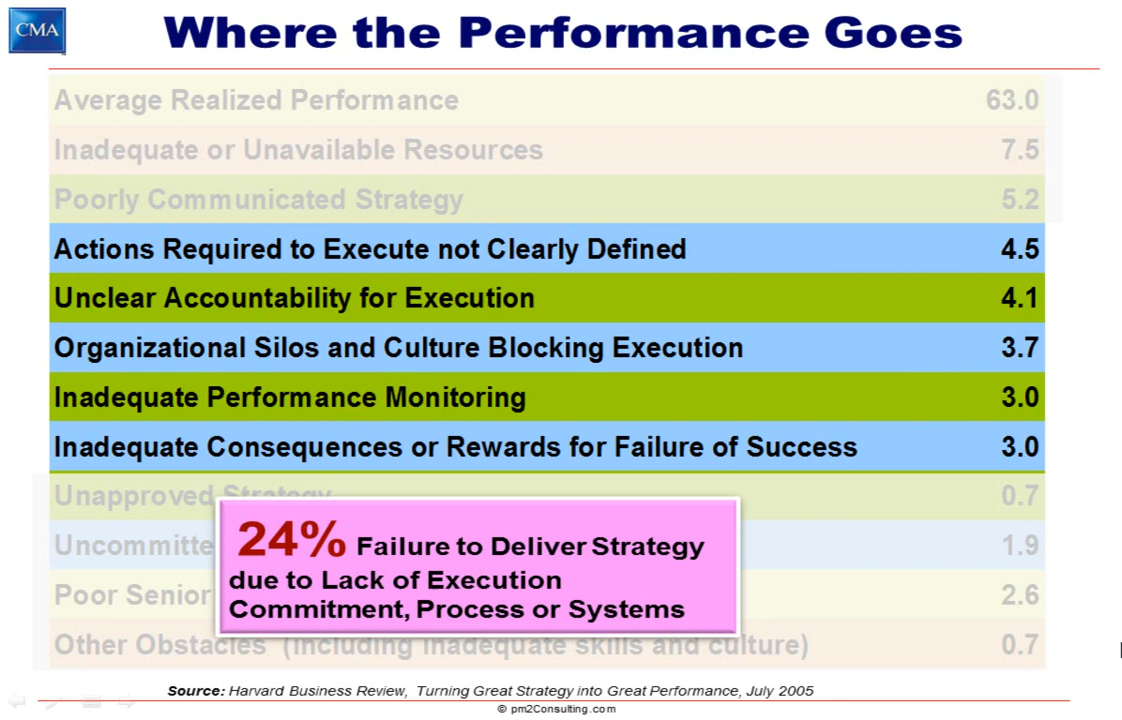 CMA
Where the Performance Goes
Average Realized Performance 63.0
Inadequate or Unavailable Resources 7.5
Poorly Communicated Strategy 5.2
Actions Required to Execute not Clearly Defined 4.5
Unclear Accountability for Execution 4.1
Organizational Silos and Culture Blocking Execution 3.7
Inadequate Performance Monitoring 3.0
Inadequate Consequences or Rewards for Failure of Success 3.0
Unapproved Strategy 0.7
1.9
Poor Senior 2.6
Other Obstacles (including inadequate skills and culture) 0.7
24% Failure to Deliver Strategy
due to Lack of Execution
Commitment, Process or Systems
Source: Harvard Business Review, Turning Great Strategy into Great Performance, July 2005
© pm2Consulting.com